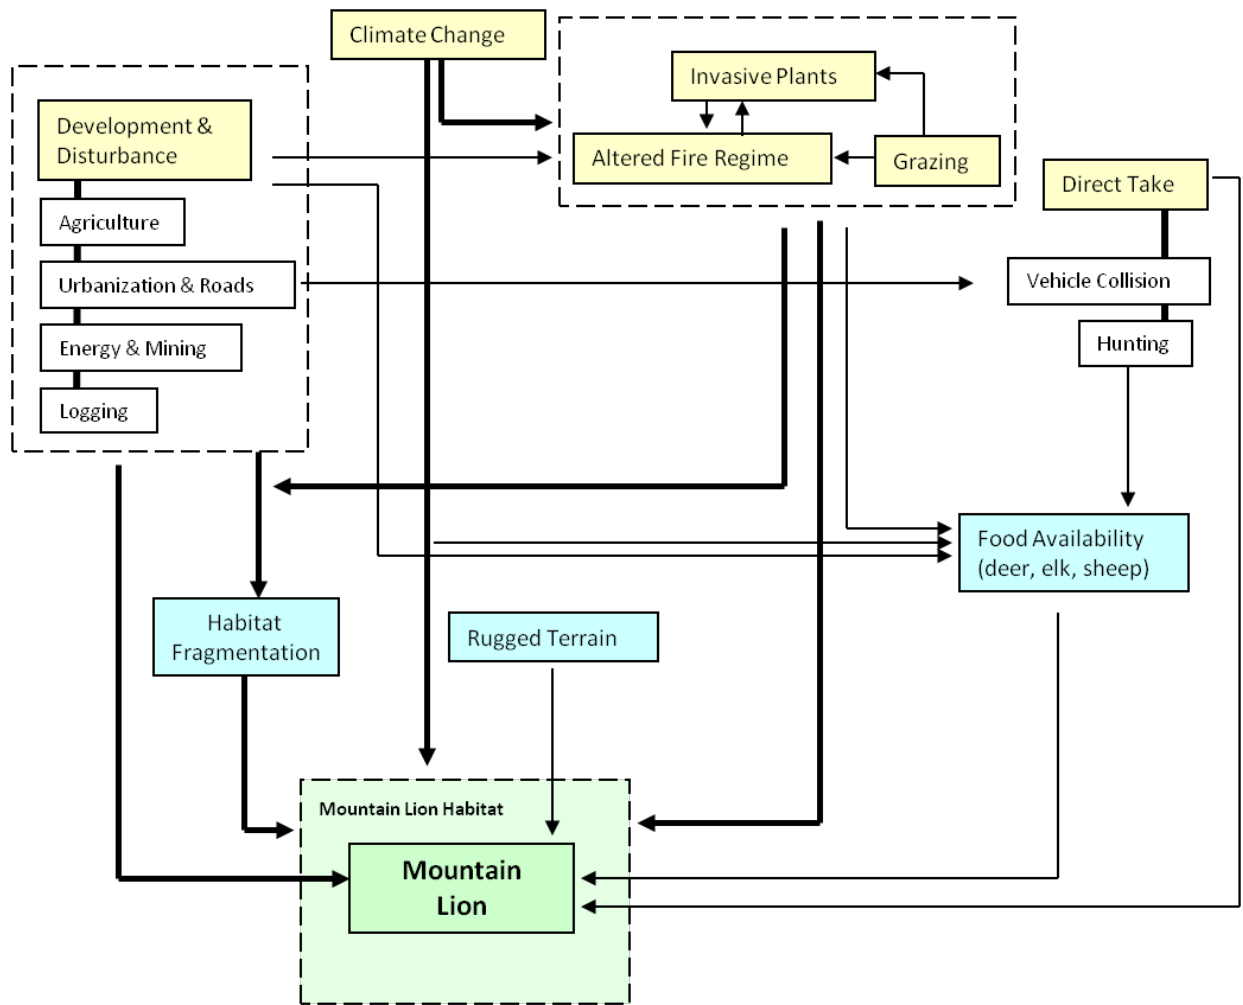 Climate Change
Invasive Plants
Development &
Disturbance
Altered Fire Regime
Grazing
Direct Take
Agriculture
Urbanization & Roads
Vehicle Collision
Energy & Mining
Hunting
Logging
Food Availability
(deer, elk, sheep)
Habitat
Fragmentation
Rugged Terrain
Mountain Lion Habitat
Mountain
Lion